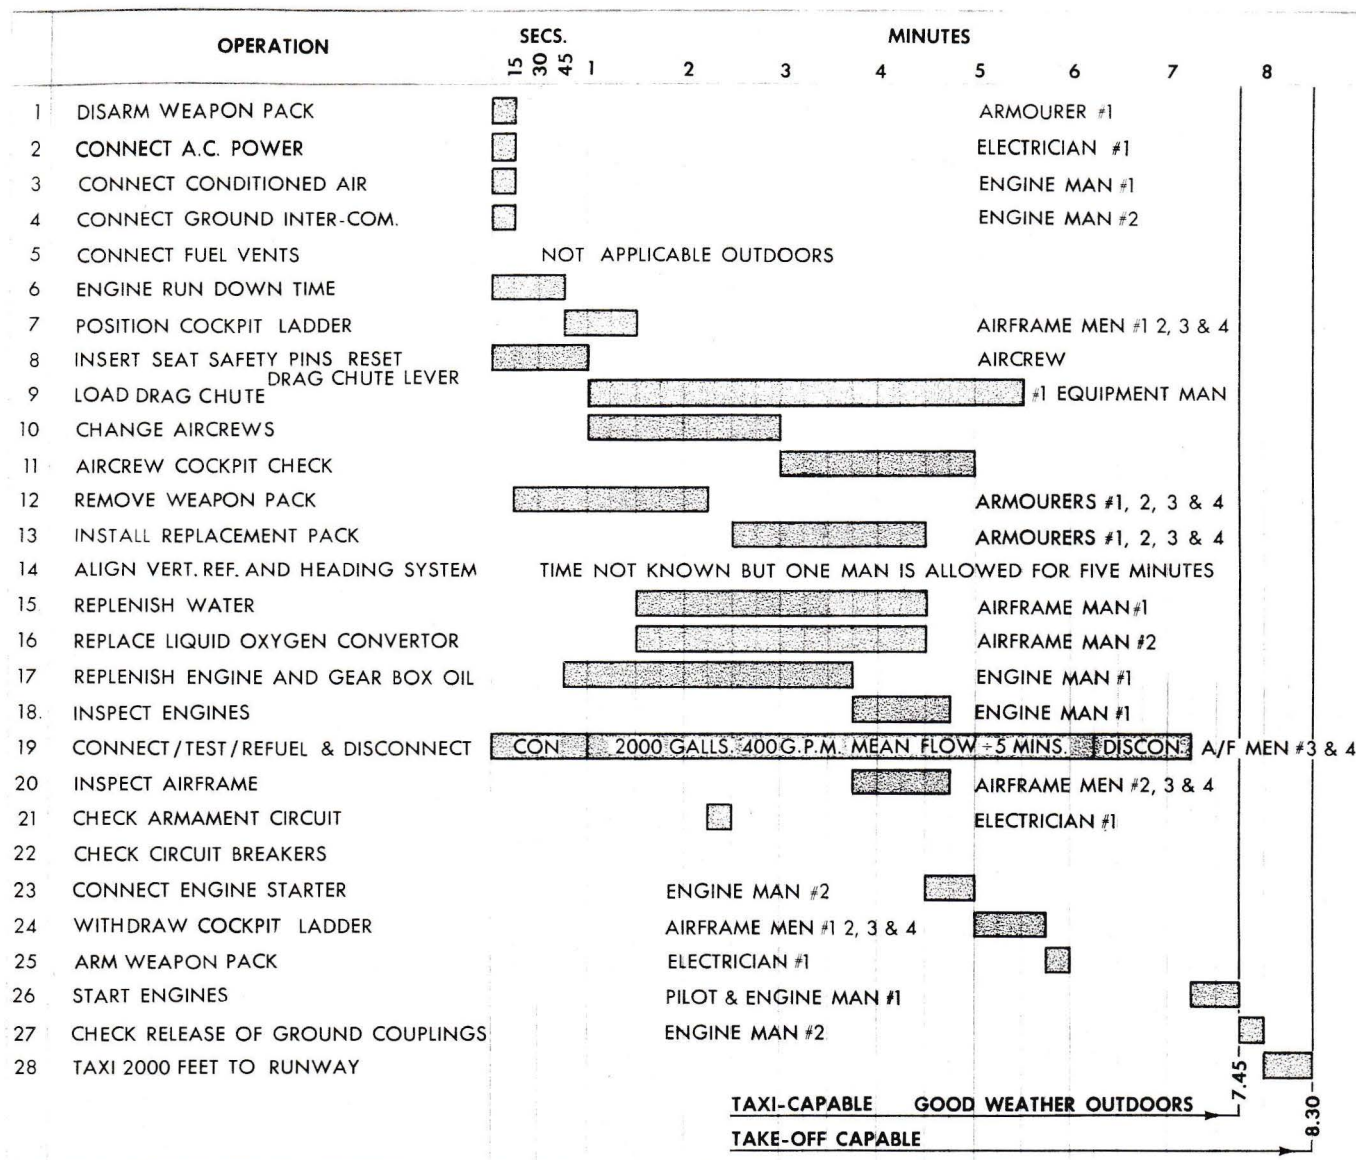 OPERATION SECS. MINUTES
15 30 45 1 2 3 4 5 6 7 8
1 DISARM WEAPON PACK ARMOURER #1
2 CONNECT A.C. POWER ELECTRICIAN #1
3 CONNECT CONDITIONED AIR ENGINE MAN #1
4 CONNECT GROUND INTER-COM. ENGINE MAN #2
5 CONNECT FUEL VENTS NOT APPLICABLE OUTDOORS
6 ENGINE RUN DOWN TIME
7 POSITION COCKPIT LADDER AIRFRAME MEN #1 2, 3 & 4
8 INSERT SEAT SAFETY PINS RESET AIRCREW
DRAG CHUTE LEVER
9 LOAD DRAG CHUTE #1 EQUIPMENT MAN
10 CHANGE AIRCREWS
11 AIRCREW COCKPIT CHECK
12 REMOVE WEAPON PACK ARMOURERS #1, 2, 3 & 4
13 INSTALL REPLACEMENT PACK ARMOURERS #1, 2, 3 & 4
14 ALIGN VERT. REF. AND HEADING SYSTEM TIME NOT KNOWN BUT ONE MAN IS ALLOWED FOR FIVE MINUTES
15 REPLENISH WATER AIRFRAME MAN #1
16 REPLACE LIQUID OXYGEN CONVERTOR AIRFRAME MAN #2
17 REPLENISH ENGINE AND GEAR BOX OIL ENGINE MAN #1
18. INSPECT ENGINES ENGINE MAN #1
19 CONNECT/TEST/REFUEL & DISCONNECT CON 2000 GALLS. 400 G.P.M. MEAN FLOW ÷5 MINS. DISCON. A/F MEN #3 & 4
20 INSPECT AIRFRAME AIRFRAME MEN #2, 3 & 4
21 CHECK ARMAMENT CIRCUIT ELECTRICIAN #1
22 CHECK CIRCUIT BREAKERS
23 CONNECT ENGINE STARTER ENGINE MAN #2
24 WITHDRAW COCKPIT LADDER AIRFRAME MEN #1 2, 3 & 4
25 ARM WEAPON PACK ELECTRICIAN #1
26 START ENGINES PILOT & ENGINE MAN #1
27 CHECK RELEASE OF GROUND COUPLINGS ENGINE MAN #2
28 TAXI 2000 FEET TO RUNWAY
TAXI-CAPABLE GOOD WEATHER OUTDOORS 7.45
TAKE-OFF CAPABLE 8.30